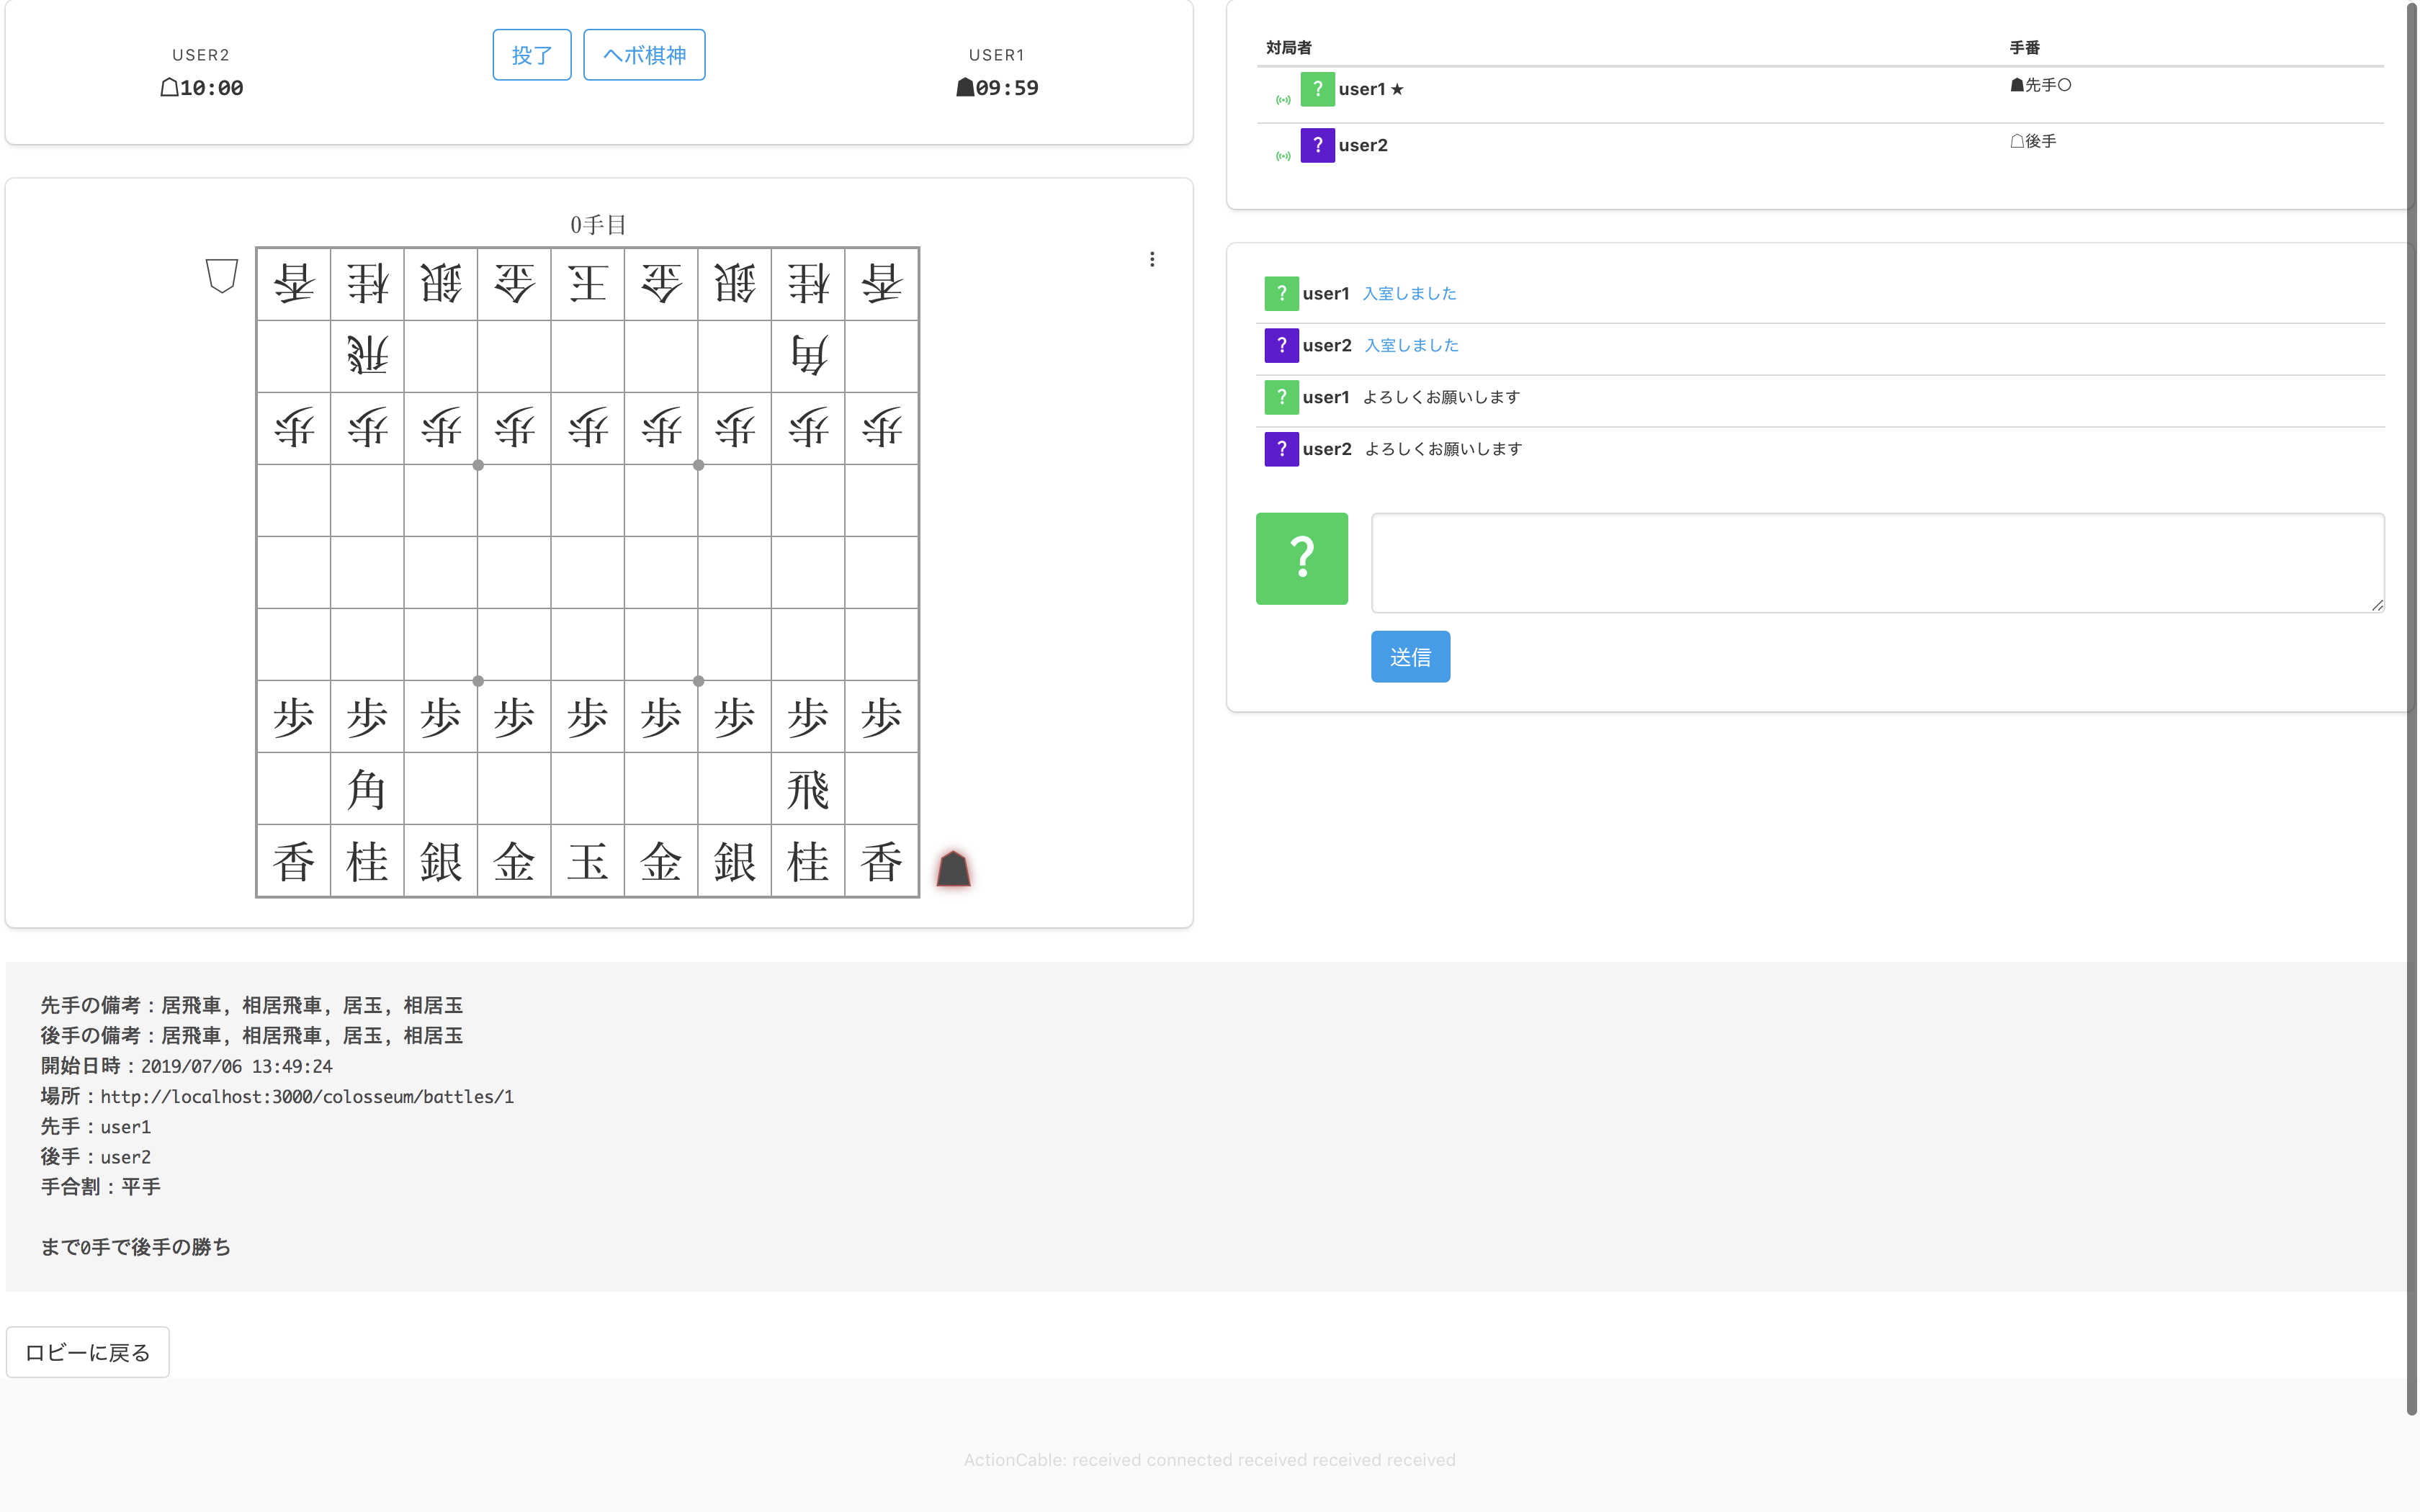 USER2
☖10:00
投了
ヘボ棋神
USER1
☗09:59
0手目
香桂銀金玉金銀桂香
飛角
歩歩歩歩歩歩歩歩歩
歩歩歩歩歩歩歩歩歩
角飛
香桂銀金玉金銀桂香
対局者 手番
? user1 ★ ☗先手○
? user2 ☖後手
? user1 入室しました
? user2 入室しました
? user1 よろしくお願いします
? user2 よろしくお願いします
?
送信
先手の備考：居飛車, 相居飛車, 居玉, 相居玉
後手の備考：居飛車, 相居飛車, 居玉, 相居玉
開始日時：2019/07/06 13:49:24
場所：http://localhost:3000/colosseum/battles/1
先手：user1
後手：user2
手合割：平手
まで0手で後手の勝ち
ロビーに戻る
ActionCable: received connected received received received